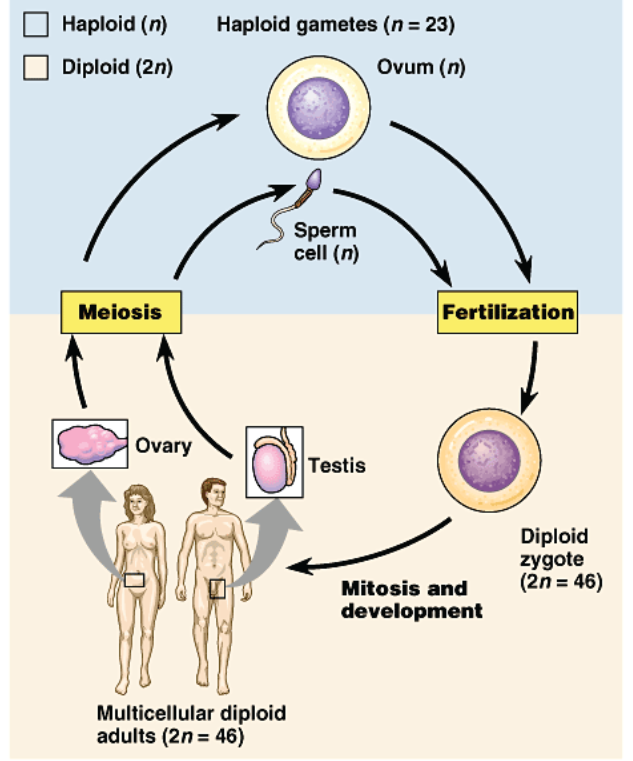 Haploid (n)
Haploid gametes (n = 23)
Diploid (2n)
Ovum (n)
Sperm
cell (n)
Meiosis
Fertilization
Ovary
Testis
Diploid
zygote
(2n = 46)
Mitosis and
development
Multicellular diploid
adults (2n = 46)